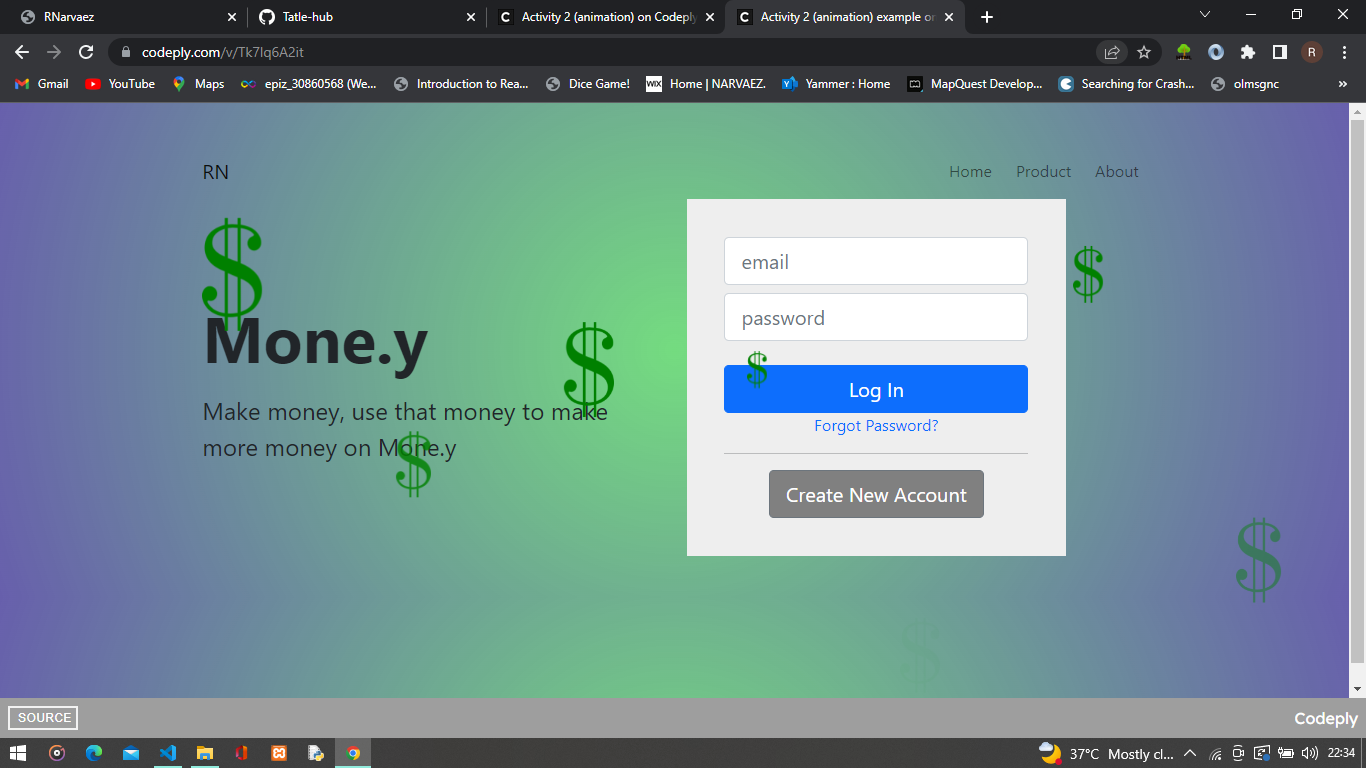 RNarvaez
Tatle-hub
Activity 2 (animation) on Codeply
Activity 2 (animation) example on
codeply.com/v/Tk7lq6A2it
R
Gmail
YouTube
Maps
epiz_30860568 (We...
Introduction to Rea...
Dice Game!
WIX
Home | NARVAEZ.
Yammer : Home
MapQuest Develop...
Searching for Crash...
olmsgnc
»
RN
Home
Product
About
$
$
$
$
$
$
email
password
Mone.y
Make money, use that money to make
more money on Mone.y
Log In
Forgot Password?
Create New Account
SOURCE
Codeply
37°C Mostly cl...
22:34